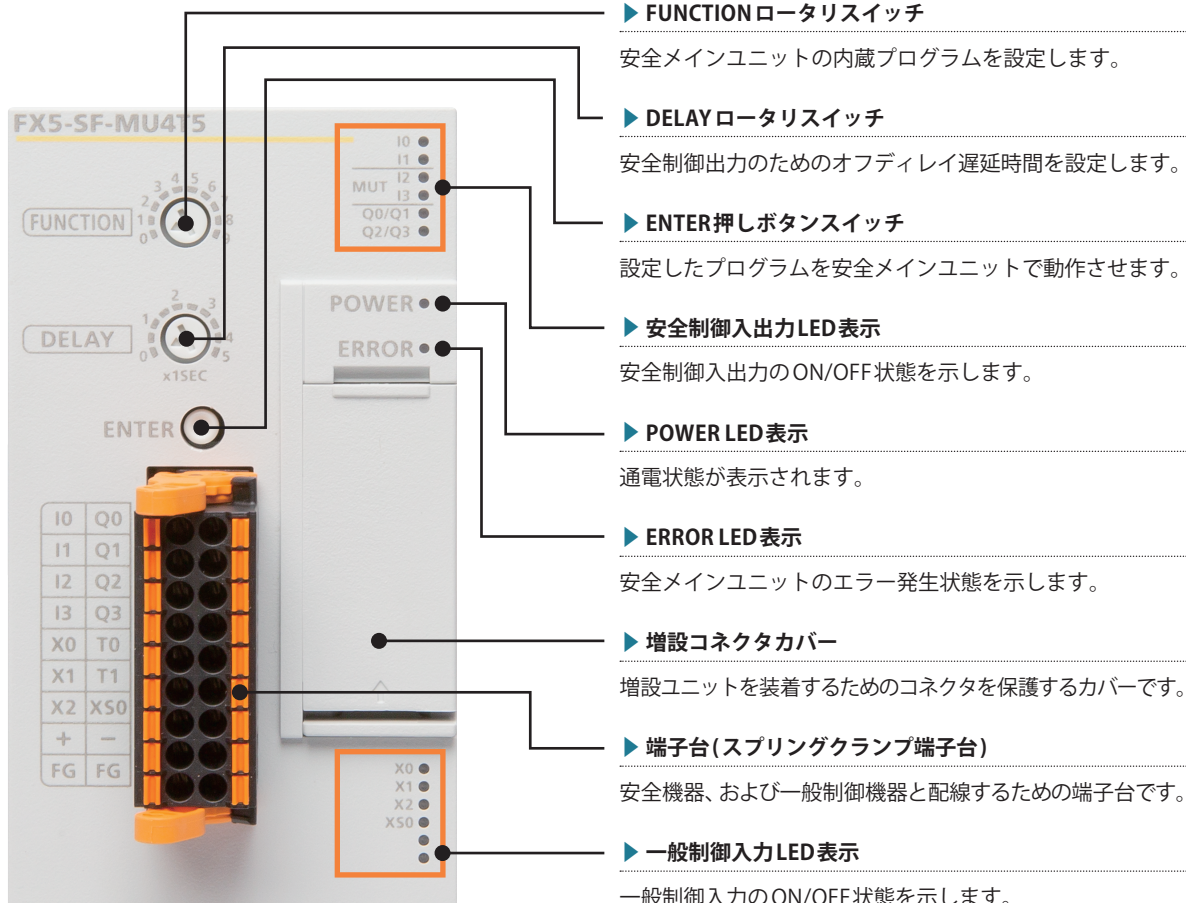 ▶ FUNCTIONロータリスイッチ
安全メインユニットの内蔵プログラムを設定します。
▶ DELAYロータリスイッチ
安全制御出力のためのオフディレイ遅延時間を設定します。
▶ ENTER押しボタンスイッチ
設定したプログラムを安全メインユニットで動作させます。
▶ 安全制御入出力LED表示
安全制御入出力のON/OFF状態を示します。
▶ POWER LED表示
通電状態が表示されます。
▶ ERROR LED表示
安全メインユニットのエラー発生状態を示します。
▶ 増設コネクタカバー
増設ユニットを装着するためのコネクタを保護するカバーです。
▶ 端子台(スプリングクランプ端子台)
安全機器、および一般制御機器と配線するための端子台です。
▶ 一般制御入力LED表示
一般制御入力のON/OFF状態を示します。
FX5-SF-MU4T5
I0
I1
MUT I2
I3
Q0/Q1
Q2/Q3
FUNCTION
0 1 2 3 4 5 6 7 8 9
DELAY
0 1 2 3 4 5
x1SEC
POWER
ERROR
ENTER
I0 Q0
I1 Q1
I2 Q2
I3 Q3
X0 T0
X1 T1
X2 XS0
+ −
FG FG
X0
X1
X2
XS0